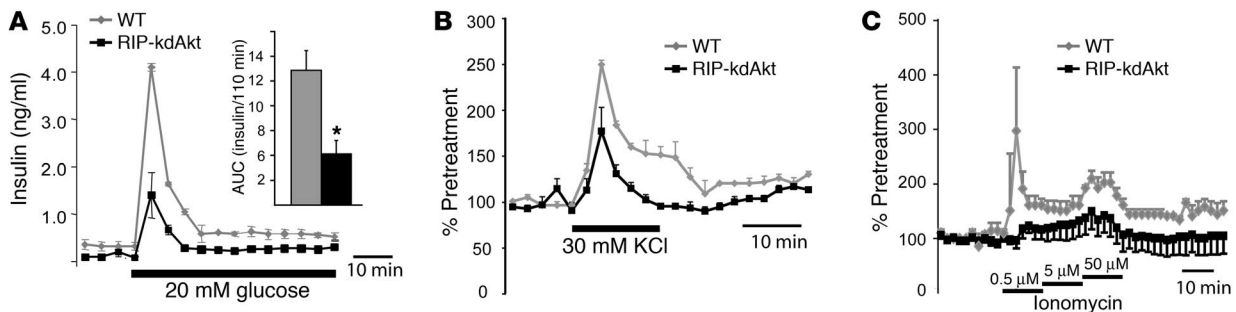 A
WT
RIP-kdAkt
Insulin (ng/ml)
5.0
4.0
3.0
2.0
1.0
AUC (insulin/110 min)
14
12
10
8
6
2
*
20 mM glucose
10 min
B
WT
RIP-kdAkt
% Pretreatment
300
250
200
150
100
50
0
30 mM KCl
10 min
C
WT
RIP-kdAkt
% Pretreatment
500
400
300
200
100
0
0.5 µM
5 µM
50 µM
Ionomycin
10 min